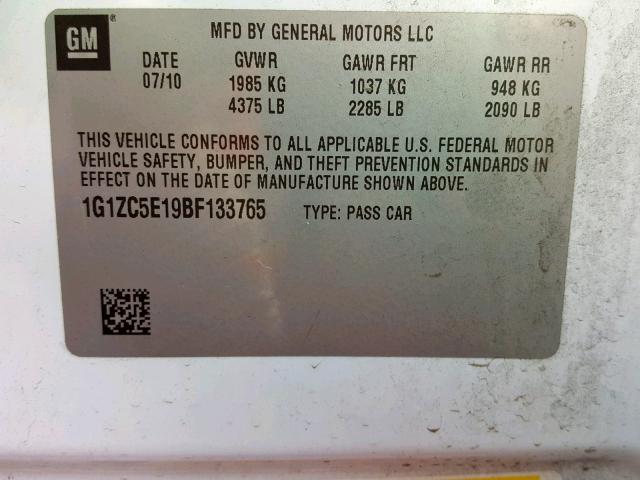 GM
MFD BY GENERAL MOTORS LLC
DATE GVWR GAWR FRT GAWR RR
07/10 1985 KG 1037 KG 948 KG
4375 LB 2285 LB 2090 LB
THIS VEHICLE CONFORMS TO ALL APPLICABLE U.S. FEDERAL MOTOR
VEHICLE SAFETY, BUMPER, AND THEFT PREVENTION STANDARDS IN
EFFECT ON THE DATE OF MANUFACTURE SHOWN ABOVE.
1G1ZC5E19BF133765 TYPE: PASS CAR